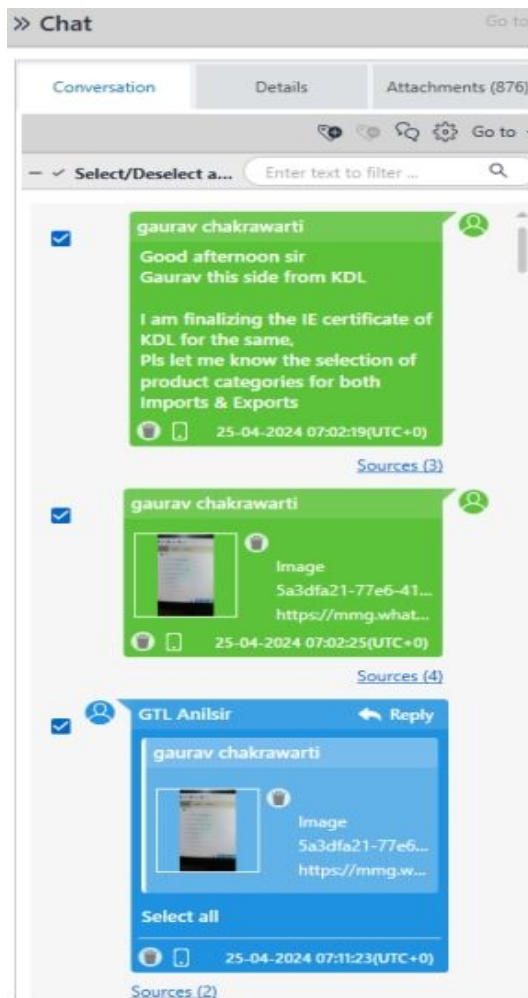 » Chat
Go to
Conversation
Details
Attachments (876)
Go to
Select/Deselect a...
Enter text to filter ...
gaurav chakrawarti
Good afternoon sir
Gaurav this side from KDL
I am finalizing the IE certificate of
KDL for the same,
Pls let me know the selection of
product categories for both
Imports & Exports
25-04-2024 07:02:19(UTC+0)
Sources (3)
gaurav chakrawarti
Image
5a3dfa21-77e6-41...
https://mmg.what...
25-04-2024 07:02:25(UTC+0)
Sources (4)
GTL Anilsir
Reply
gaurav chakrawarti
Image
5a3dfa21-77e6...
https://mmg.w...
Select all
25-04-2024 07:11:23(UTC+0)
Sources (2)